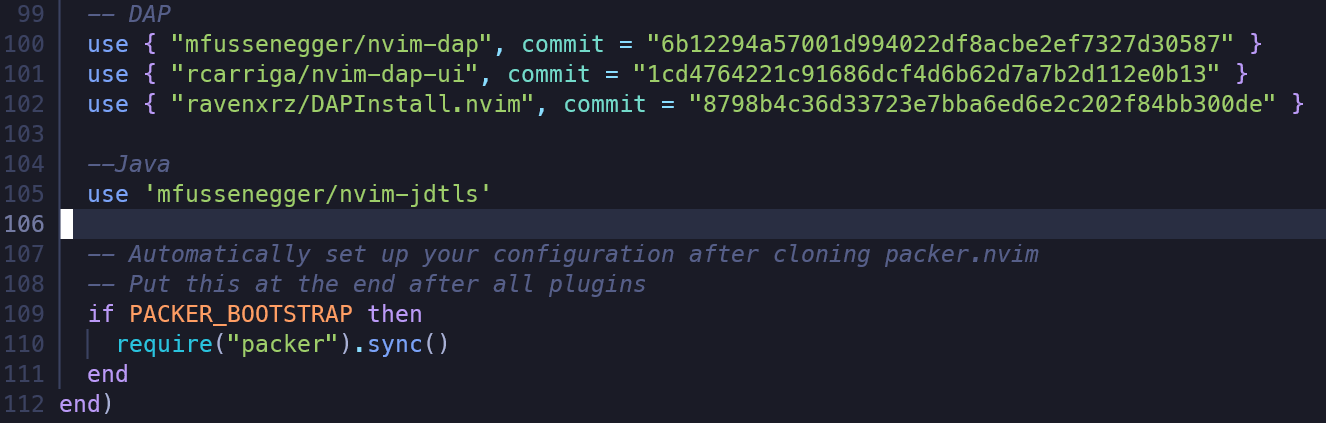 99 -- DAP
100 use { "mfussenegger/nvim-dap", commit = "6b12294a57001d994022df8acbe2ef7327d30587" }
101 use { "rcarriga/nvim-dap-ui", commit = "1cd4764221c91686dcf4d6b62d7a7b2d112e0b13" }
102 use { "ravenxrz/DAPInstall.nvim", commit = "8798b4c36d33723e7bba6ed6e2c202f84bb300de" }
103
104 --Java
105 use 'mfussenegger/nvim-jdtls'
106
107 -- Automatically set up your configuration after cloning packer.nvim
108 -- Put this at the end after all plugins
109 if PACKER_BOOTSTRAP then
110 require("packer").sync()
111 end
112 end)